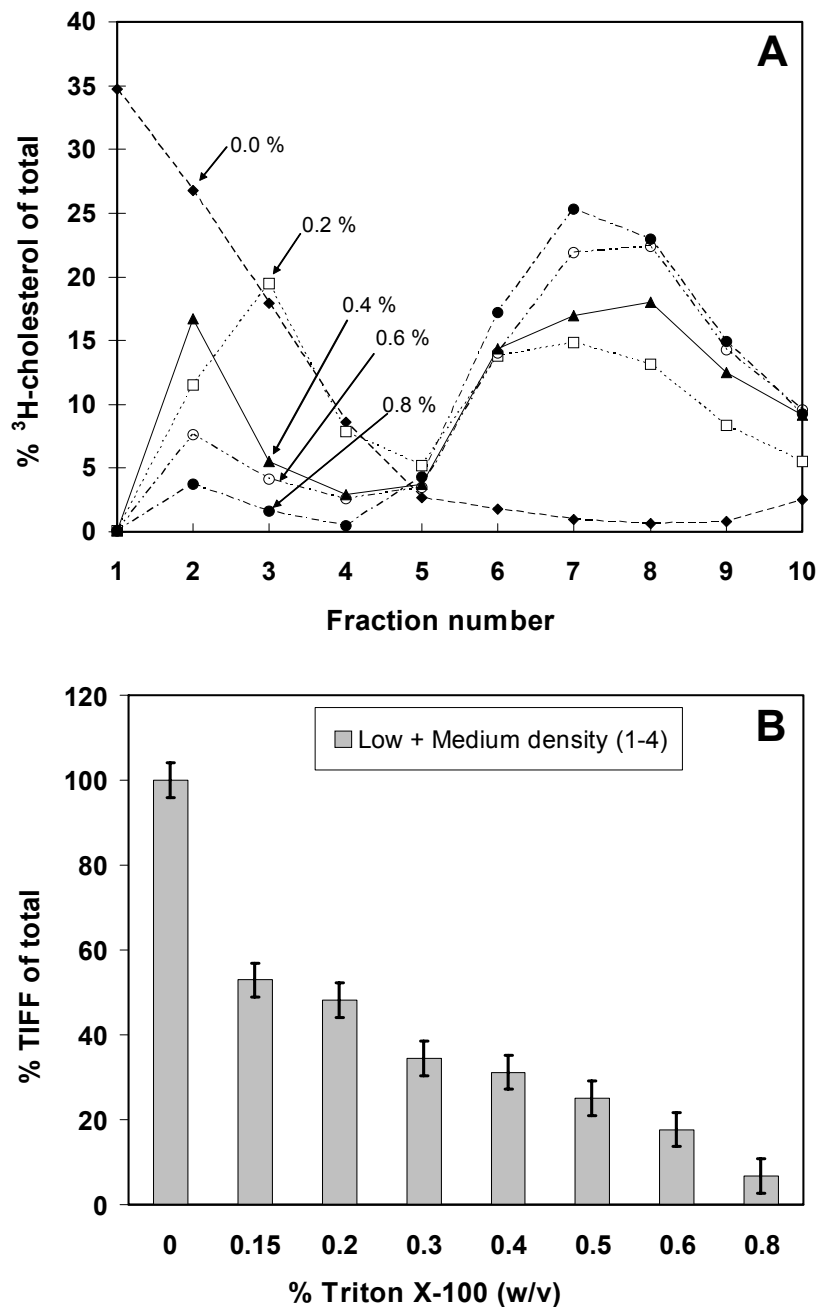 A
40
35
30
25
20
15
10
5
0
% ³H-cholesterol of total
0.0 %
0.2 %
0.4 %
0.6 %
0.8 %
1 2 3 4 5 6 7 8 9 10
Fraction number
B
Low + Medium density (1-4)
120
100
80
60
40
20
0
% TIFF of total
0 0.15 0.2 0.3 0.4 0.5 0.6 0.8
% Triton X-100 (w/v)